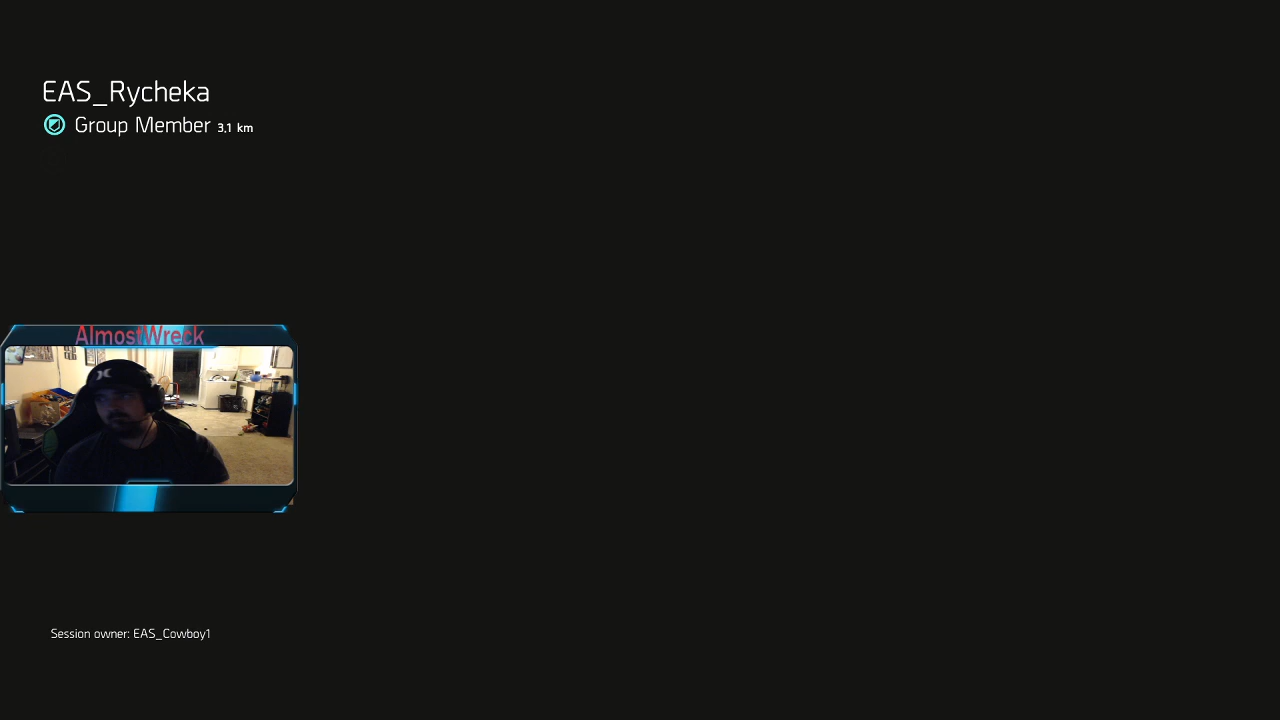 EAS_Rycheka
Group Member 3.1 km
AlmostWreck
Session owner: EAS_Cowboy1